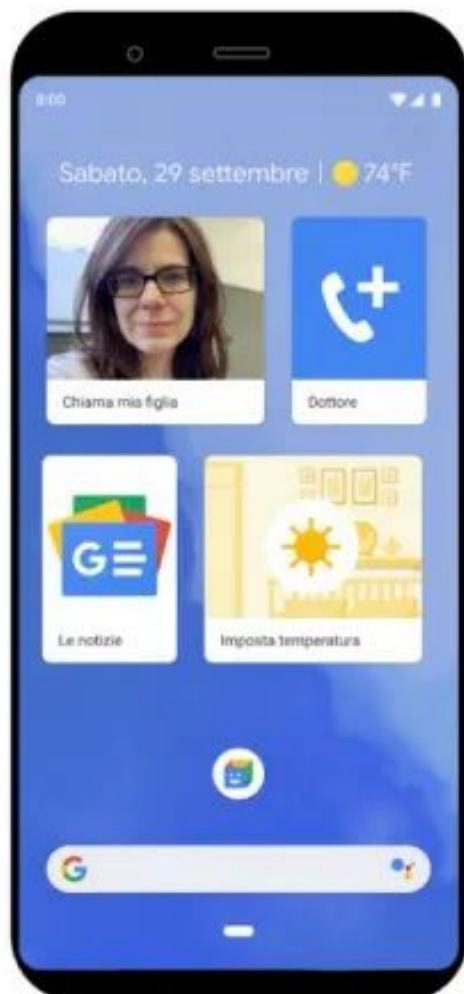 8:00
Sabato, 29 settembre | 74°F
Chiama mia figlia
Dottore
G
Le notizie
Imposta temperatura
G